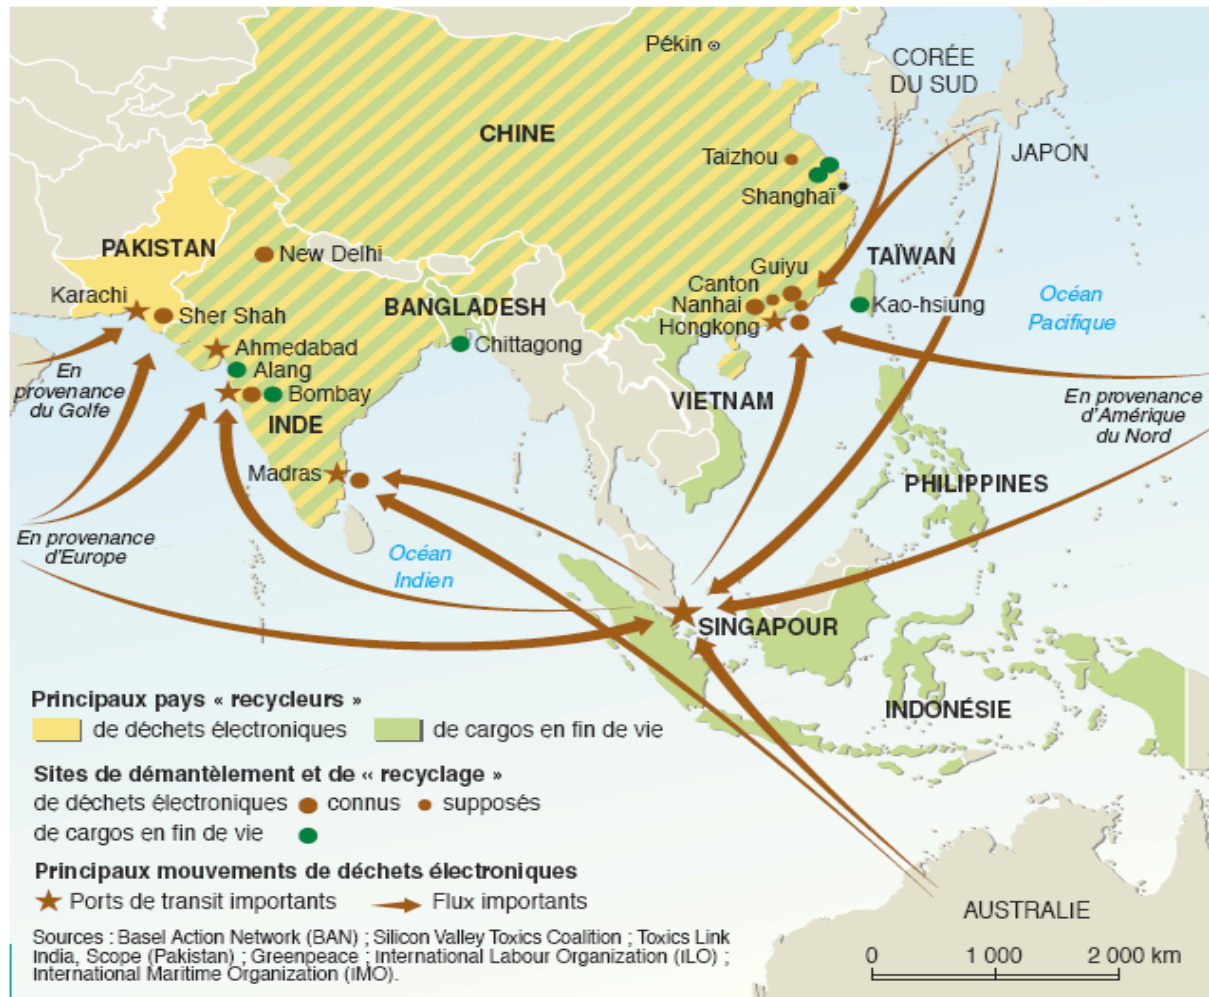 Pékin
CORÉE
DU SUD
CHINE
JAPON
Taizhou
Shanghaï
PAKISTAN
New Delhi
TAÏWAN
Guiyu
Canton
Nanhai
Hongkong
Kao-hsiung
Karachi
Sher Shah
BANGLADESH
Océan
Pacifique
Ahmedabad
Chittagong
Alang
En
provenance
du Golfe
Bombay
VIETNAM
En provenance
d'Amérique
du Nord
INDE
Madras
PHILIPPINES
En provenance
d'Europe
Océan
Indien
SINGAPOUR
INDONÉSIE
Principaux pays « recycleurs »
de déchets électroniques
de cargos en fin de vie
Sites de démantèlement et de « recyclage »
de déchets électroniques connus supposés
de cargos en fin de vie
Principaux mouvements de déchets électroniques
Ports de transit importants Flux importants
AUSTRALIE
Sources : Basel Action Network (BAN) ; Silicon Valley Toxics Coalition ; Toxics Link
India, Scope (Pakistan) ; Greenpeace ; International Labour Organization (ILO) ;
International Maritime Organization (IMO).
0 1 000 2 000 km